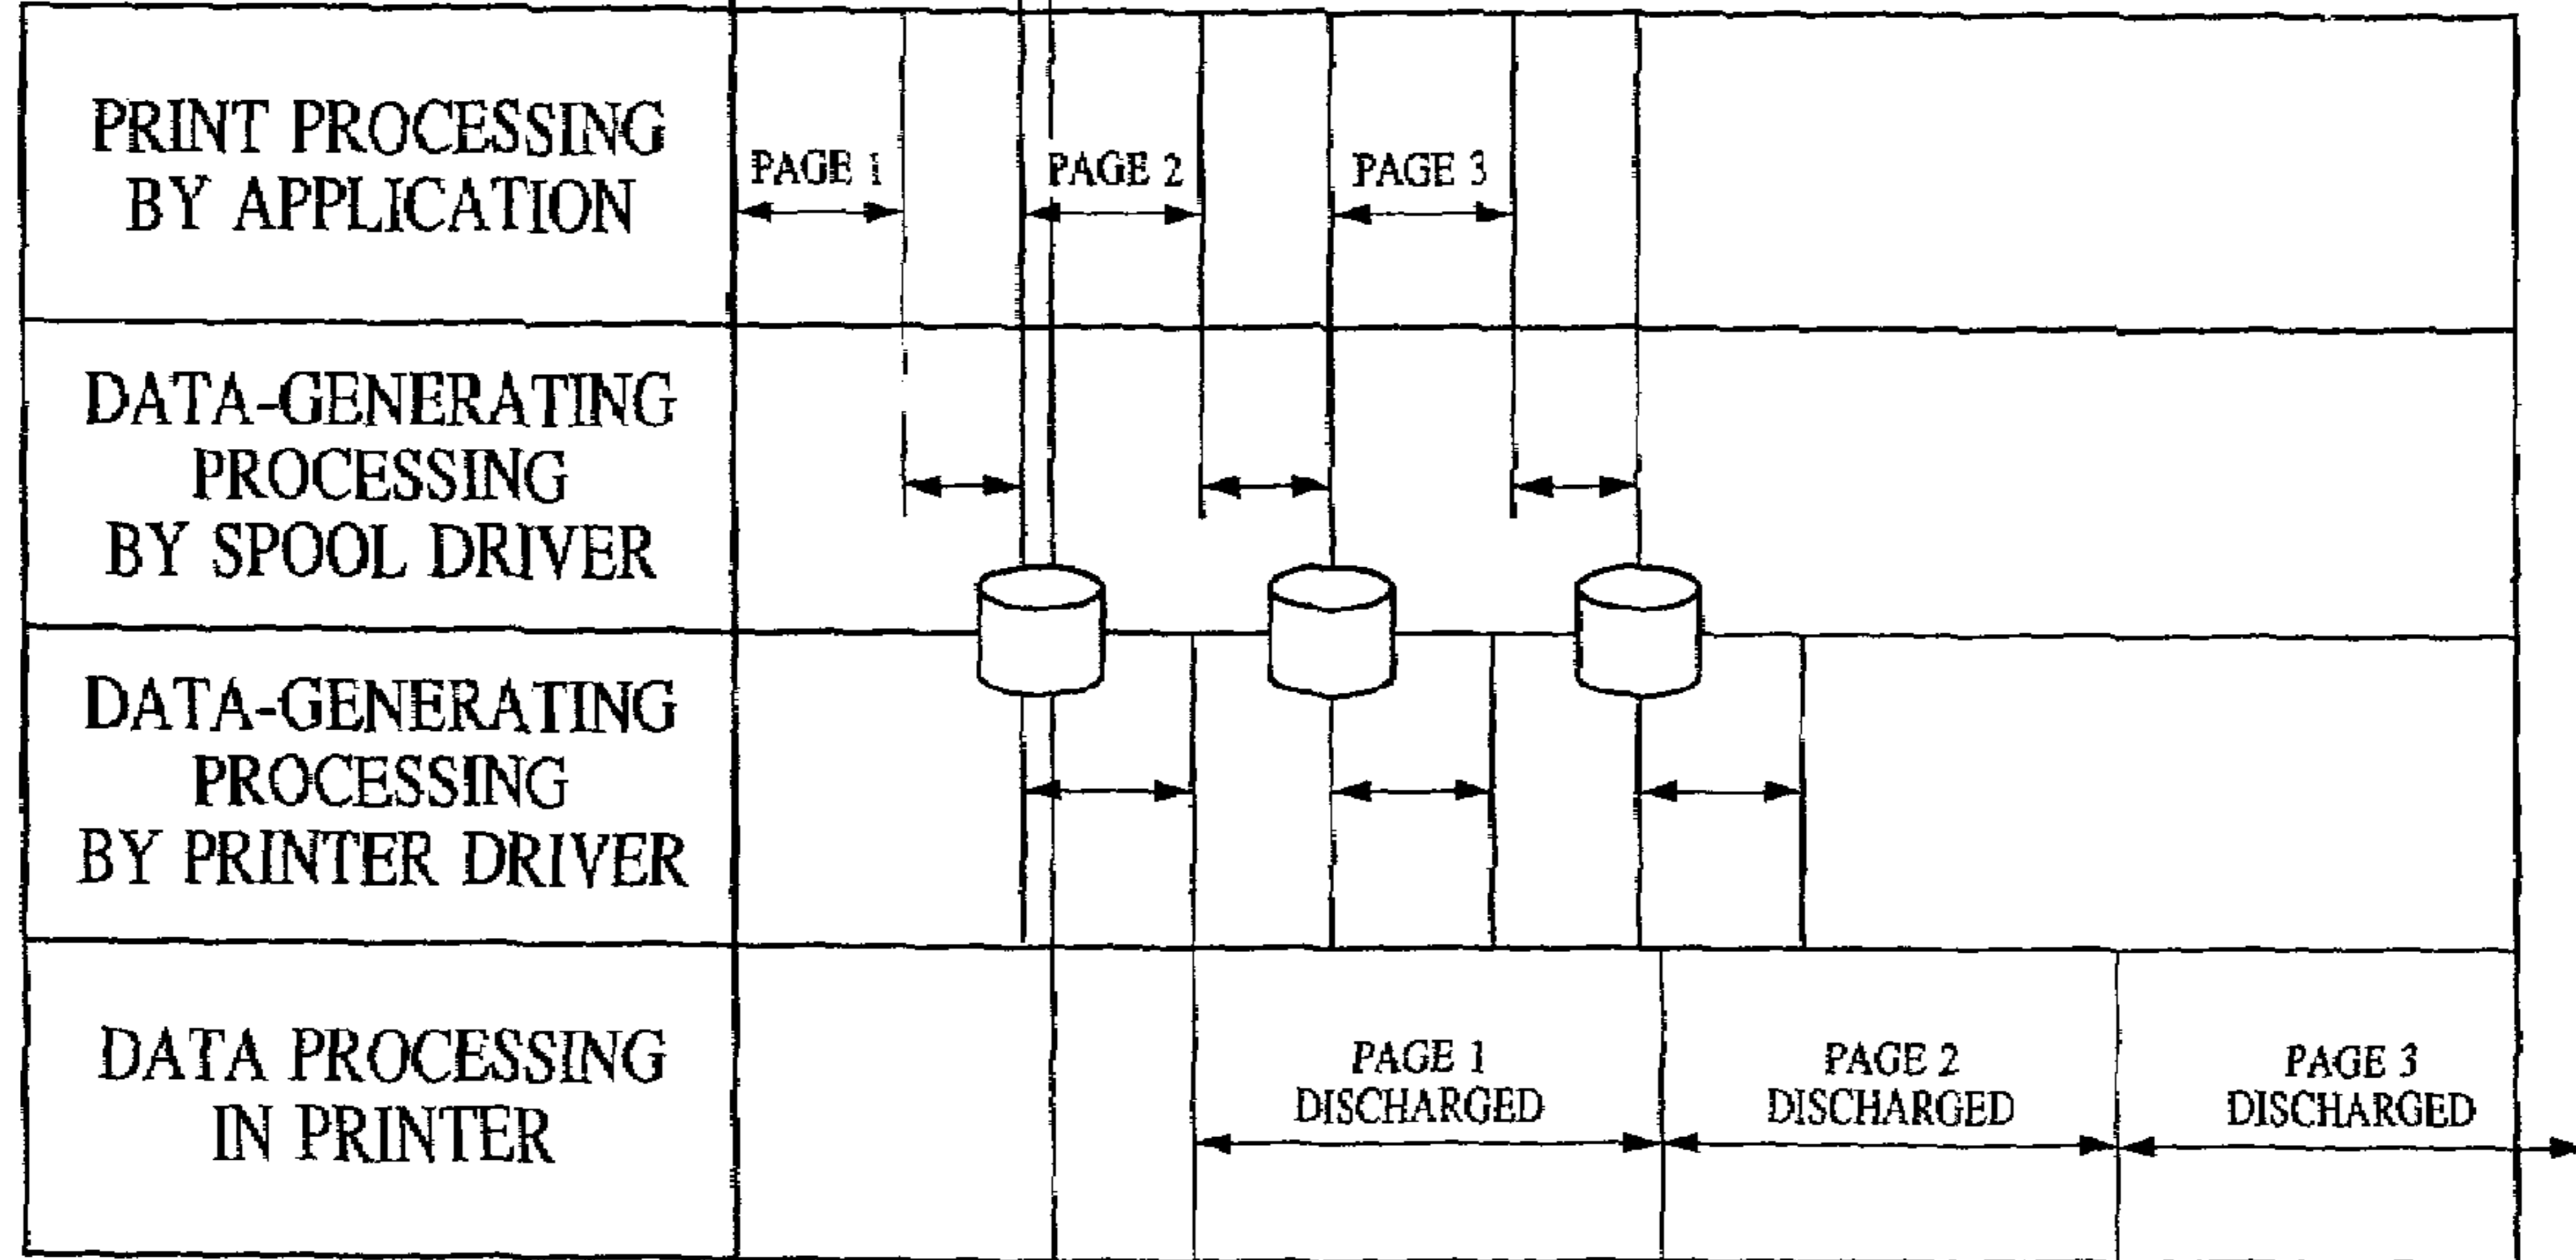 PRINT PROCESSING
BY APPLICATION
PAGE 1
PAGE 2
PAGE 3
DATA-GENERATING
PROCESSING
BY SPOOL DRIVER
DATA-GENERATING
PROCESSING
BY PRINTER DRIVER
DATA PROCESSING
IN PRINTER
PAGE 1
DISCHARGED
PAGE 2
DISCHARGED
PAGE 3
DISCHARGED